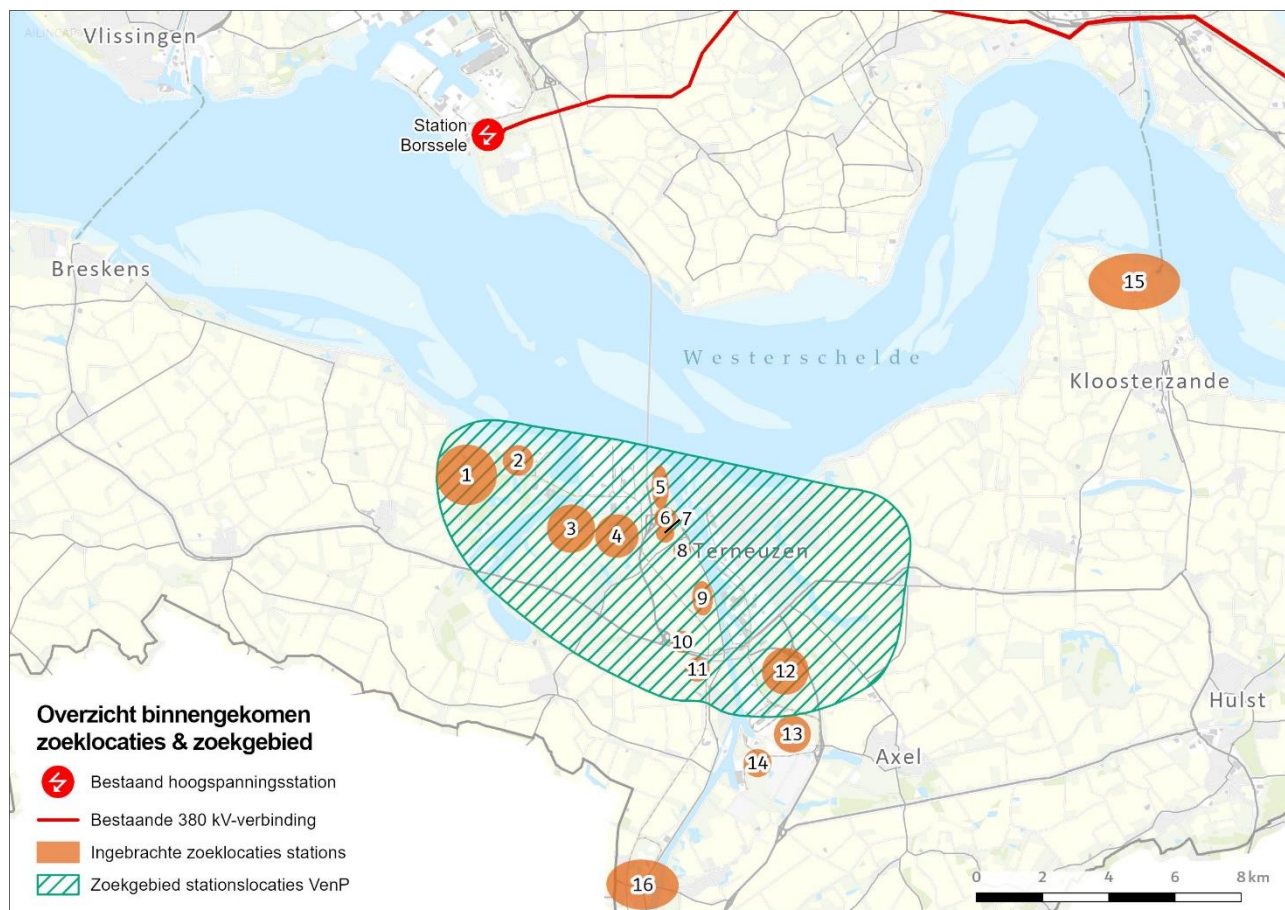 Vlissingen
Station
Borssele
Breskens
15
Westerschelde
Kloosterzande
1
2
3
4
5
6
7
8
Terneuzen
9
10
11
12
Hulst
13
Axel
14
16
Overzicht binnengekomen
zoeklocaties & zoekgebied
Bestaand hoogspanningsstation
Bestaande 380 kV-verbinding
Ingebrachte zoeklocaties stations
Zoekgebied stationslocaties VenP
0 2 4 6 8 km